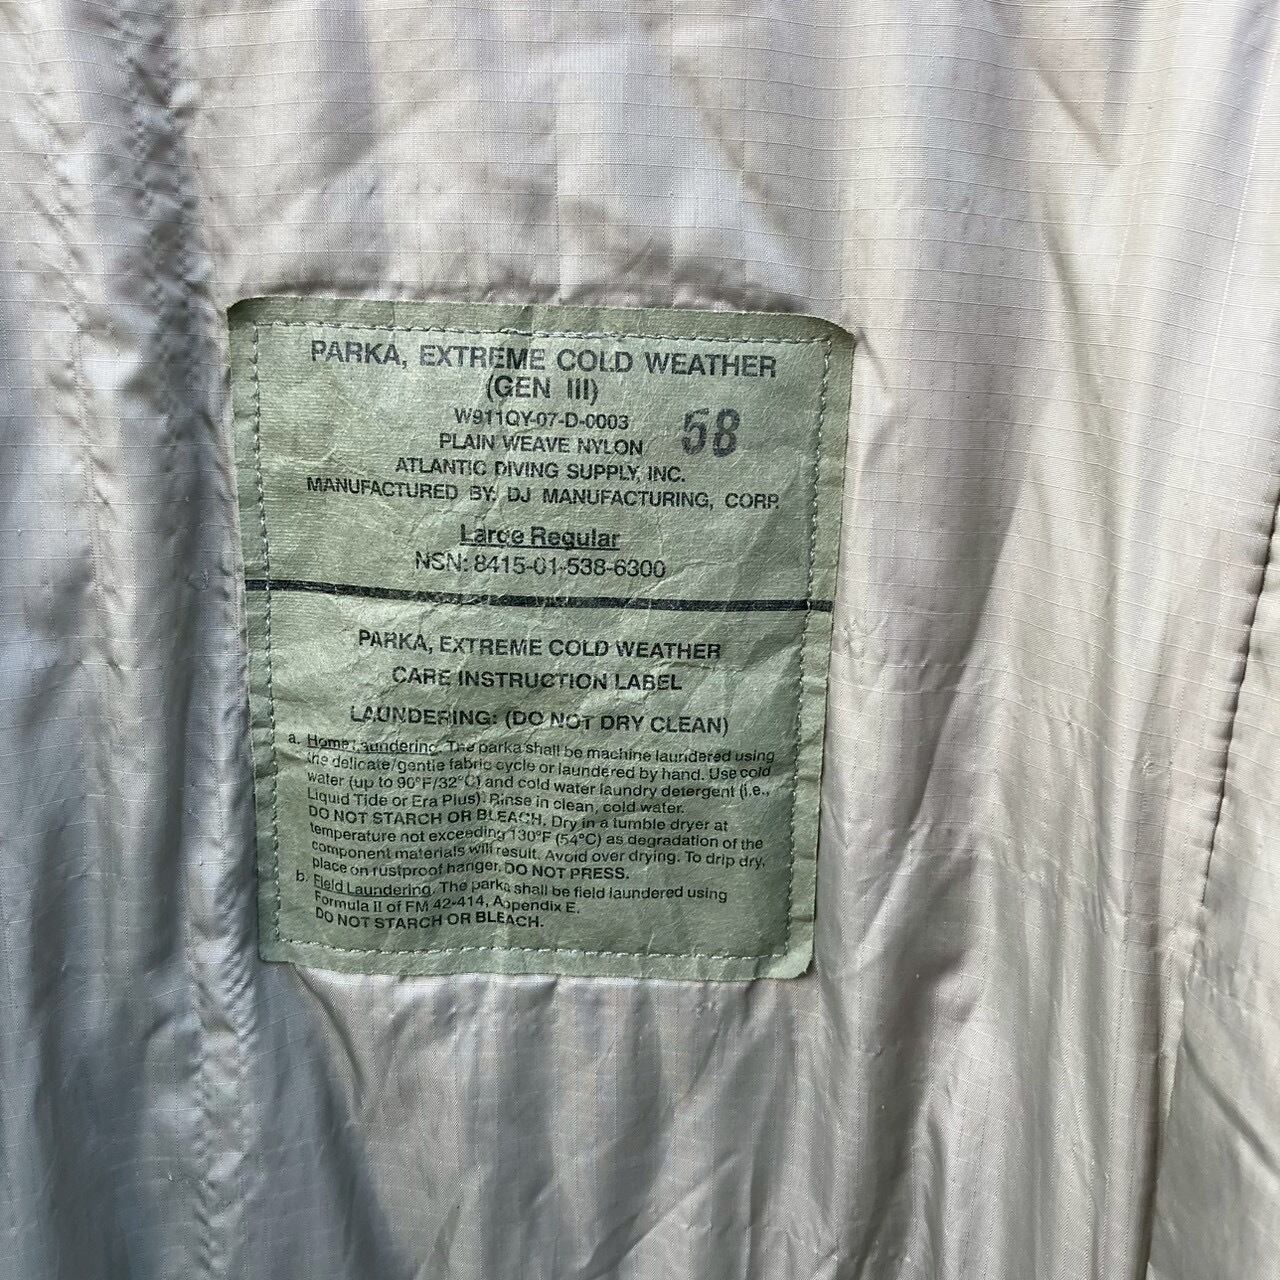 PARKA, EXTREME COLD WEATHER
(GEN III)
W911QY-07-D-0003
58
PLAIN WEAVE NYLON
ATLANTIC DIVING SUPPLY, INC.
MANUFACTURED BY: DJ MANUFACTURING, CORP.
Large Regular
NSN: 8415-01-538-6300
PARKA, EXTREME COLD WEATHER
CARE INSTRUCTION LABEL
LAUNDERING: (DO NOT DRY CLEAN)
a. Home Laundering. The parka shall be machine laundered using
the delicate/gentle fabric cycle or laundered by hand. Use cold
water (up to 90°F/32°C) and cold water laundry detergent (i.e.,
Liquid Tide or Era Plus). Rinse in clean, cold water.
DO NOT STARCH OR BLEACH. Dry in a tumble dryer at
temperature not exceeding 130°F (54°C) as degradation of the
component materials will result. Avoid over drying. To drip dry,
place on rustproof hanger. DO NOT PRESS.
b. Field Laundering. The parka shall be field laundered using
Formula II of FM 42-414, Appendix E.
DO NOT STARCH OR BLEACH.